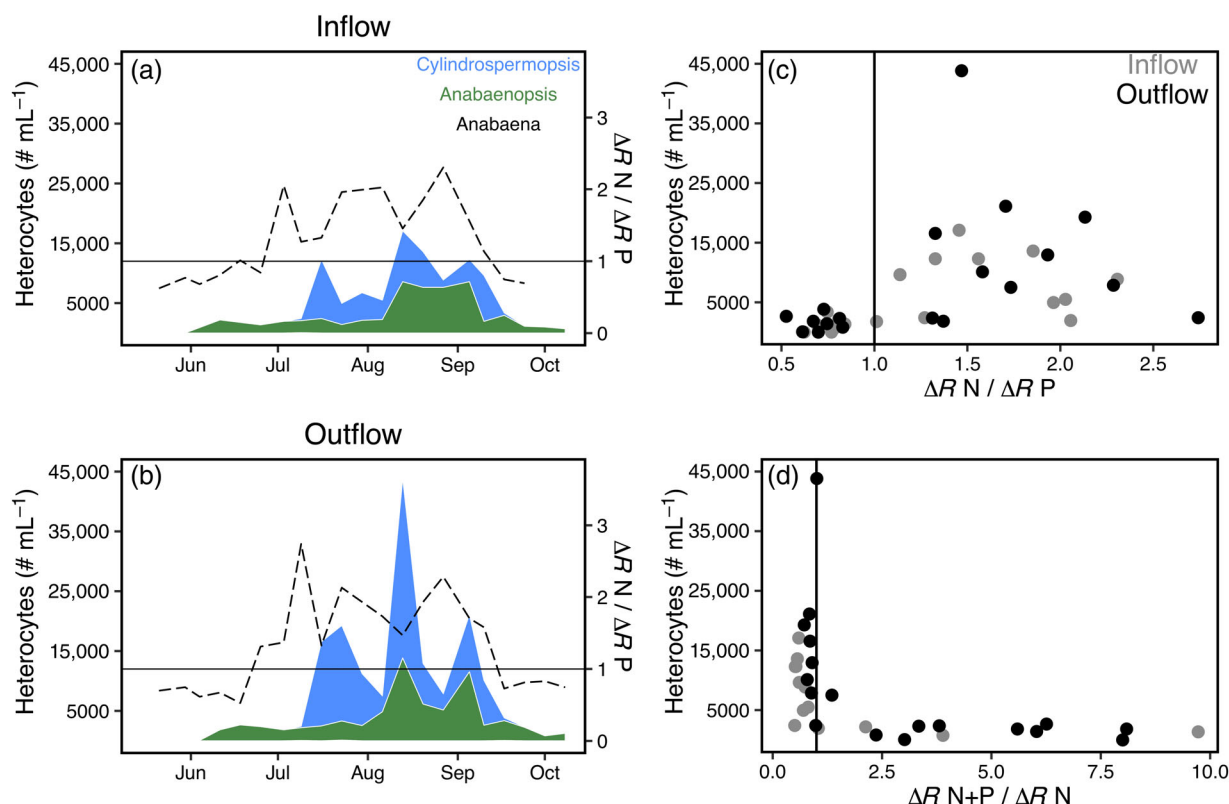 Inflow
(a)
Cylindrospermopsis
Anabaenopsis
Anabaena
45,000
35,000
25,000
15,000
5000
Heterocytes (# mL⁻¹)
3
2
1
0
ΔR N / ΔR P
Jun Jul Aug Sep Oct
(c)
Inflow
Outflow
45,000
35,000
25,000
15,000
5000
Heterocytes (# mL⁻¹)
0.5 1.0 1.5 2.0 2.5
ΔR N / ΔR P
Outflow
(b)
45,000
35,000
25,000
15,000
5000
Heterocytes (# mL⁻¹)
3
2
1
0
ΔR N / ΔR P
Jun Jul Aug Sep Oct
(d)
45,000
35,000
25,000
15,000
5000
Heterocytes (# mL⁻¹)
0.0 2.5 5.0 7.5 10.0
ΔR N+P / ΔR N